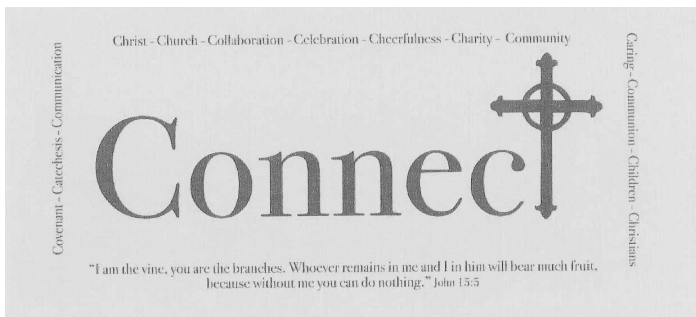 Christ - Church - Collaboration - Celebration - Cheerfulness - Charity - Community
Covenant - Catechesis - Communication
Connect
Caring - Communion - Children - Christians
“I am the vine, you are the branches. Whoever remains in me and I in him will bear much fruit,
because without me you can do nothing.” John 15:5